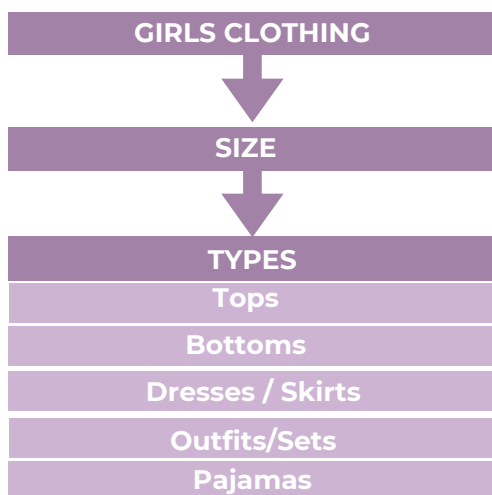 GIRLS CLOTHING
SIZE
TYPES
Tops
Bottoms
Dresses / Skirts
Outfits/Sets
Pajamas